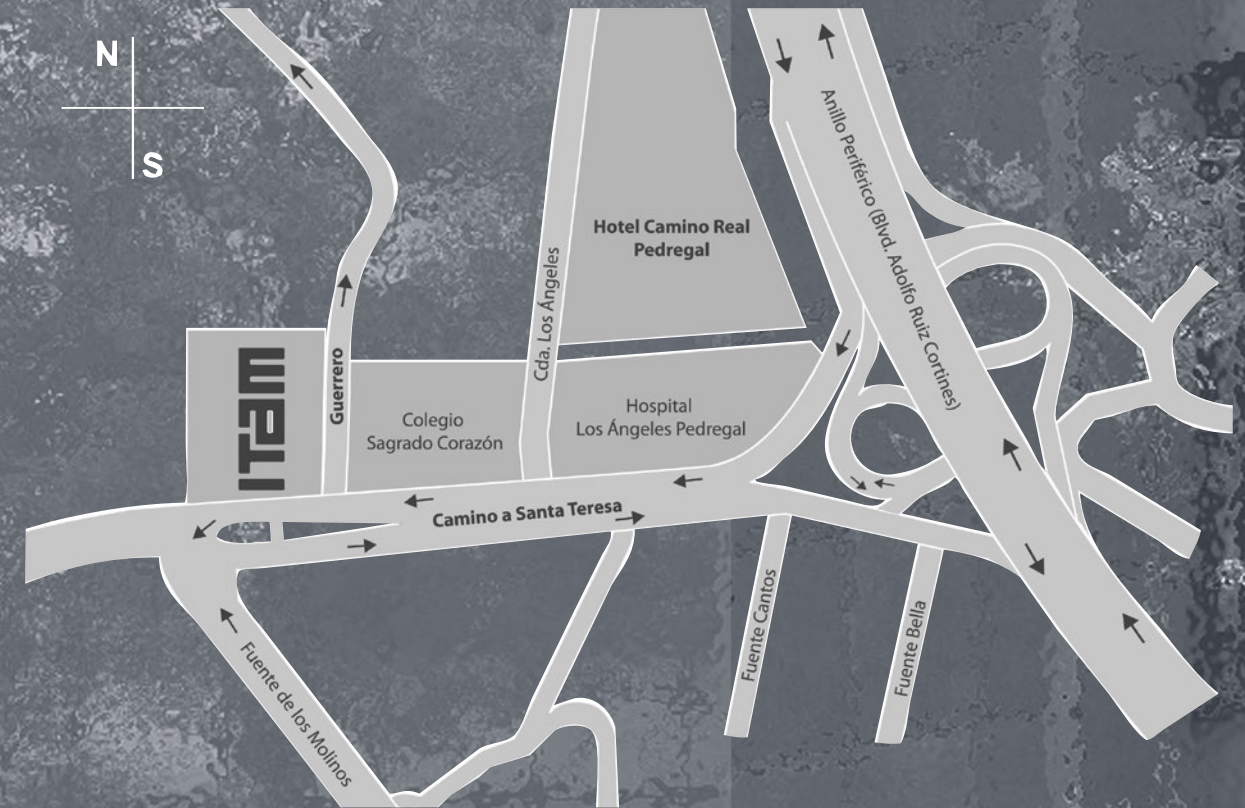 N
S
Anillo Periférico (Blvd. Adolfo Ruiz Cortines)
Hotel Camino Real
Pedregal
Cda. Los Ángeles
ITAM
Guerrero
Colegio
Sagrado Corazón
Hospital
Los Ángeles Pedregal
Camino a Santa Teresa
Fuente de los Molinos
Fuente Cantos
Fuente Bella